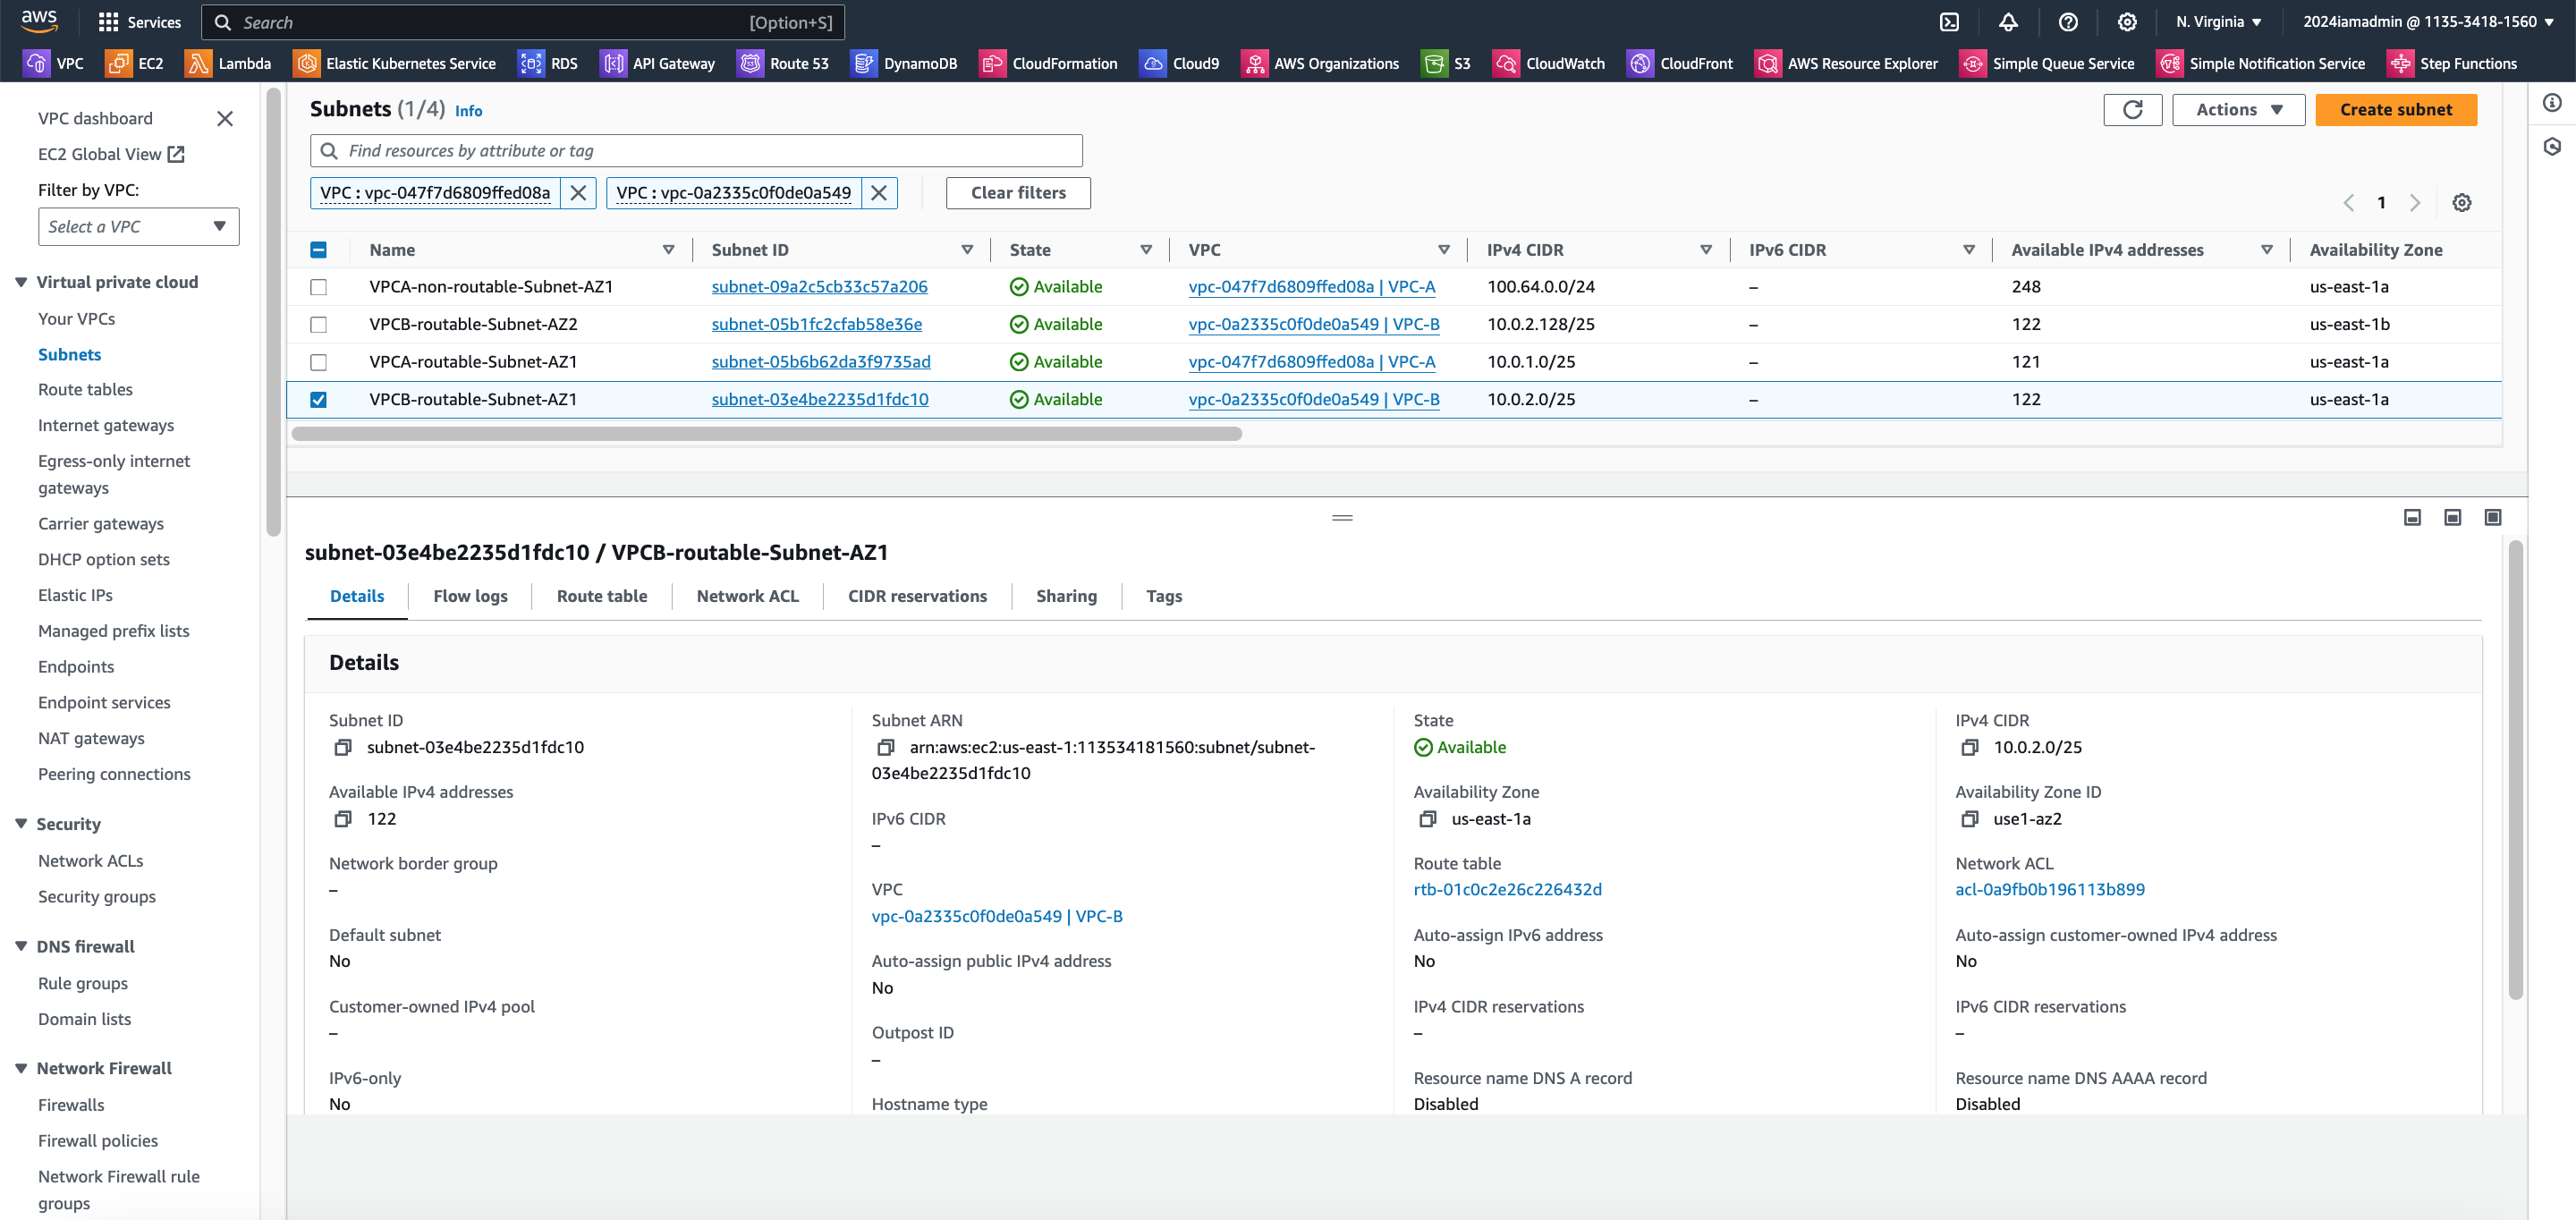 aws Services Search [Option+S] N. Virginia 2024iamadmin @ 1135-3418-1560
VPC EC2 Lambda Elastic Kubernetes Service RDS API Gateway Route 53 DynamoDB CloudFormation Cloud9 AWS Organizations S3 CloudWatch CloudFront AWS Resource Explorer Simple Queue Service Simple Notification Service Step Functions
VPC dashboard
EC2 Global View
Filter by VPC:
Select a VPC
Virtual private cloud
Your VPCs
Subnets
Route tables
Internet gateways
Egress-only internet
gateways
Carrier gateways
DHCP option sets
Elastic IPs
Managed prefix lists
Endpoints
Endpoint services
NAT gateways
Peering connections
Security
Network ACLs
Security groups
DNS firewall
Rule groups
Domain lists
Network Firewall
Firewalls
Firewall policies
Network Firewall rule
groups
Subnets (1/4) Info
Actions Create subnet
Find resources by attribute or tag
VPC : vpc-047f7d6809ffed08a VPC : vpc-0a2335c0f0de0a549 Clear filters
1
Name Subnet ID State VPC IPv4 CIDR IPv6 CIDR Available IPv4 addresses Availability Zone
VPCA-non-routable-Subnet-AZ1 subnet-09a2c5cb33c57a206 Available vpc-047f7d6809ffed08a | VPC-A 100.64.0.0/24 – 248 us-east-1a
VPCB-routable-Subnet-AZ2 subnet-05b1fc2cfab58e36e Available vpc-0a2335c0f0de0a549 | VPC-B 10.0.2.128/25 – 122 us-east-1b
VPCA-routable-Subnet-AZ1 subnet-05b6b62da3f9735ad Available vpc-047f7d6809ffed08a | VPC-A 10.0.1.0/25 – 121 us-east-1a
VPCB-routable-Subnet-AZ1 subnet-03e4be2235d1fdc10 Available vpc-0a2335c0f0de0a549 | VPC-B 10.0.2.0/25 – 122 us-east-1a
subnet-03e4be2235d1fdc10 / VPCB-routable-Subnet-AZ1
Details Flow logs Route table Network ACL CIDR reservations Sharing Tags
Details
Subnet ID
subnet-03e4be2235d1fdc10
Available IPv4 addresses
122
Network border group
–
Default subnet
No
Customer-owned IPv4 pool
–
IPv6-only
No
Subnet ARN
arn:aws:ec2:us-east-1:113534181560:subnet/subnet-
03e4be2235d1fdc10
IPv6 CIDR
–
VPC
vpc-0a2335c0f0de0a549 | VPC-B
Auto-assign public IPv4 address
No
Outpost ID
–
Hostname type
State
Available
Availability Zone
us-east-1a
Route table
rtb-01c0c2e26c226432d
Auto-assign IPv6 address
No
IPv4 CIDR reservations
–
Resource name DNS A record
Disabled
IPv4 CIDR
10.0.2.0/25
Availability Zone ID
use1-az2
Network ACL
acl-0a9fb0b196113b899
Auto-assign customer-owned IPv4 address
No
IPv6 CIDR reservations
–
Resource name DNS AAAA record
Disabled